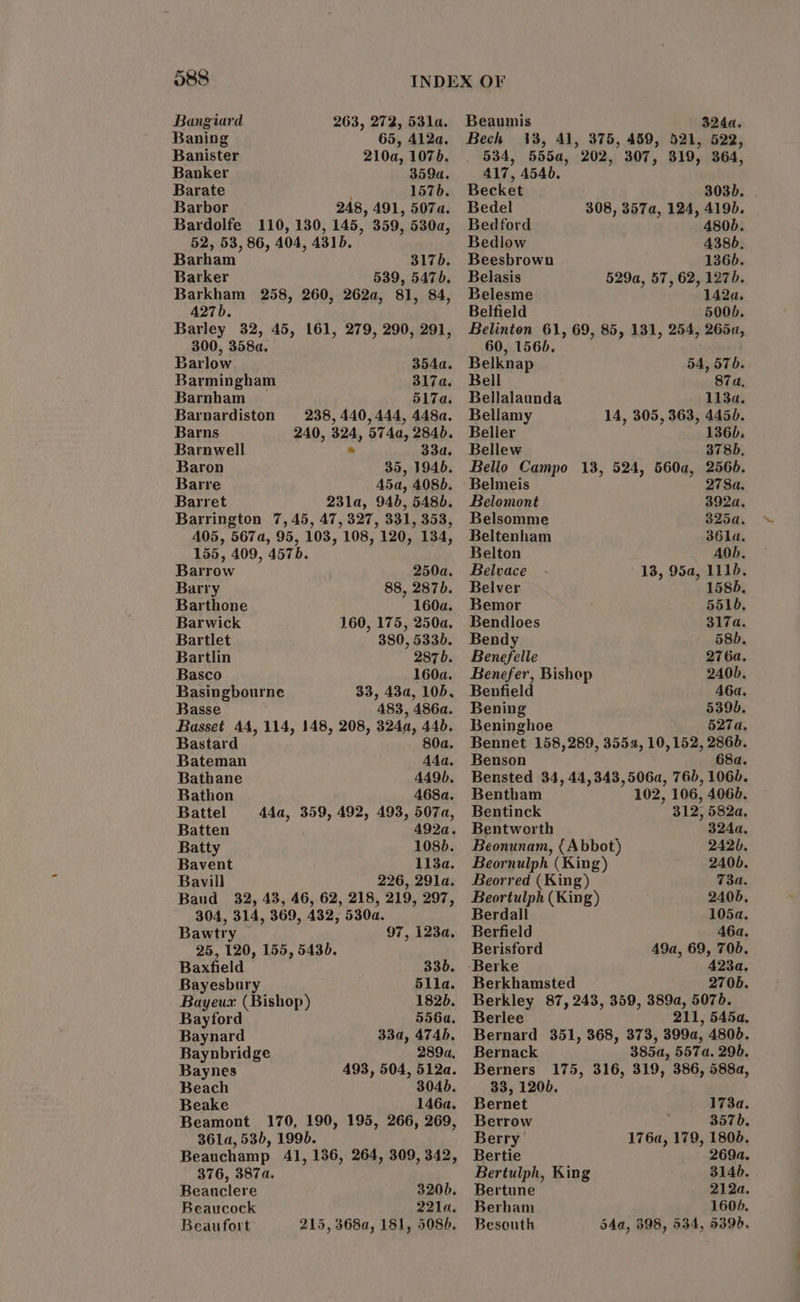 588 INDEX OF
Bangiard 263, 272, 531a.
Baning 65, 412a.
Banister 210a, 107b.
Banker 359a.
Barate 157b.
Barbor 248, 491, 507a.
Bardolfe 110, 130, 145, 359, 530a,
52, 53, 86, 404, 431b.
Barham 317b.
Barker 539, 547b.
Barkham 258, 260, 262a, 81, 84,
427b.
Barley 32, 45, 161, 279, 290, 291,
300, 358a.
Barlow 354a.
Barmingham 317a.
Barnham 517a.
Barnardiston 238, 440, 444, 448a.
Barns 240, 324, 574a, 284b.
Barnwell 33a.
Baron 35, 194b.
Barre 45a, 408b.
Barret 231a, 94b, 548b.
Barrington 7, 45, 47, 327, 331, 353,
405, 567a, 95, 103, 108, 120, 134,
155, 409, 457b.
Barrow 250a.
Barry 88, 287b.
Barthone 160a.
Barwick 160, 175, 250a.
Bartlet 380, 533b.
Bartlin 287b.
Basco 160a.
Basingbourne 33, 43a, 10b.
Basse 483, 486a.
Basset 44, 114, 148, 208, 324a, 44b.
Bastard 80a.
Bateman 44a.
Bathane 449b.
Bathon 468a.
Battel 44a, 359, 492, 493, 507a,
Batten 492a.
Batty 108b.
Bavent 113a.
Bavill 226, 291a.
Baud 32, 43, 46, 62, 218, 219, 297,
304, 314, 369, 432, 530a.
Bawtry 97, 123a,
25, 120, 155, 543b.
Baxfield 33b.
Bayesbury 511a.
Bayeux (Bishop) 182b.
Bayford 556a.
Baynard 33a, 474b.
Baynbridge 289a.
Baynes 493, 504, 512a.
Beach 304b.
Beake 146a.
Beamont 170, 190, 195, 266, 269,
361a, 53b, 199b.
Beauchamp 41, 136, 264, 309, 342,
376, 387a.
Beauclere 320b.
Beaucock 221a.
Beaufort 215, 368a, 181, 508b.
Beaumis 324a.
Bech 13, 41, 375, 459, 521, 522,
534, 555a, 202, 307, 319, 364,
417, 454b.
Becket 303b.
Bedel 308, 357a, 124, 419b.
Bedford 480b.
Bedlow 438b.
Beesbrown 136b.
Belasis 529a, 57, 62, 127b.
Belesme 142a.
Belfield 500b.
Belinton 61, 69, 85, 131, 254, 265a,
60, 156b.
Belknap 54, 57b.
Bell 87a.
Bellalaunda 113a.
Bellamy 14, 305, 363, 445b.
Beller 136b.
Bellew 378b.
Bello Campo 13, 524, 560a, 256b.
Belmeis 278a.
Belomont 392a.
Belsomme 325a.
Beltenham 361a.
Belton 40b.
Belvace 13, 95a, 111b.
Belver 158b.
Bemor 551b.
Bendloes 317a.
Bendy 58b.
Benefelle 276a.
Benefer, Bishop 240b.
Benfield 46a.
Bening 539b.
Beninghoe 527a.
Bennet 158, 289, 355a, 10, 152, 286b.
Benson 68a.
Bensted 34, 44, 343, 506a, 76b, 106b.
Bentham 102, 106, 406b.
Bentinck 312, 582a.
Bentworth 324a.
Beonunam, (Abbot) 242b.
Beornulph (King) 240b.
Beorred (King) 73a.
Beortulph (King) 240b.
Berdall 105a.
Berfield 46a.
Berisford 49a, 69, 70b.
Berke 423a.
Berkhamsted 270b.
Berkley 87, 243, 359, 389a, 507b.
Berlee 211, 545a.
Bernard 351, 368, 373, 399a, 480b.
Bernack 385a, 557a. 29b.
Berners 175, 316, 319, 386, 588a,
33, 120b.
Bernet 173a.
Berrow 357b.
Berry 176a, 179, 180b.
Bertie 269a.
Bertulph, King 314b.
Bertune 212a.
Berham 160b.
Besouth 54a, 398, 534, 539b.